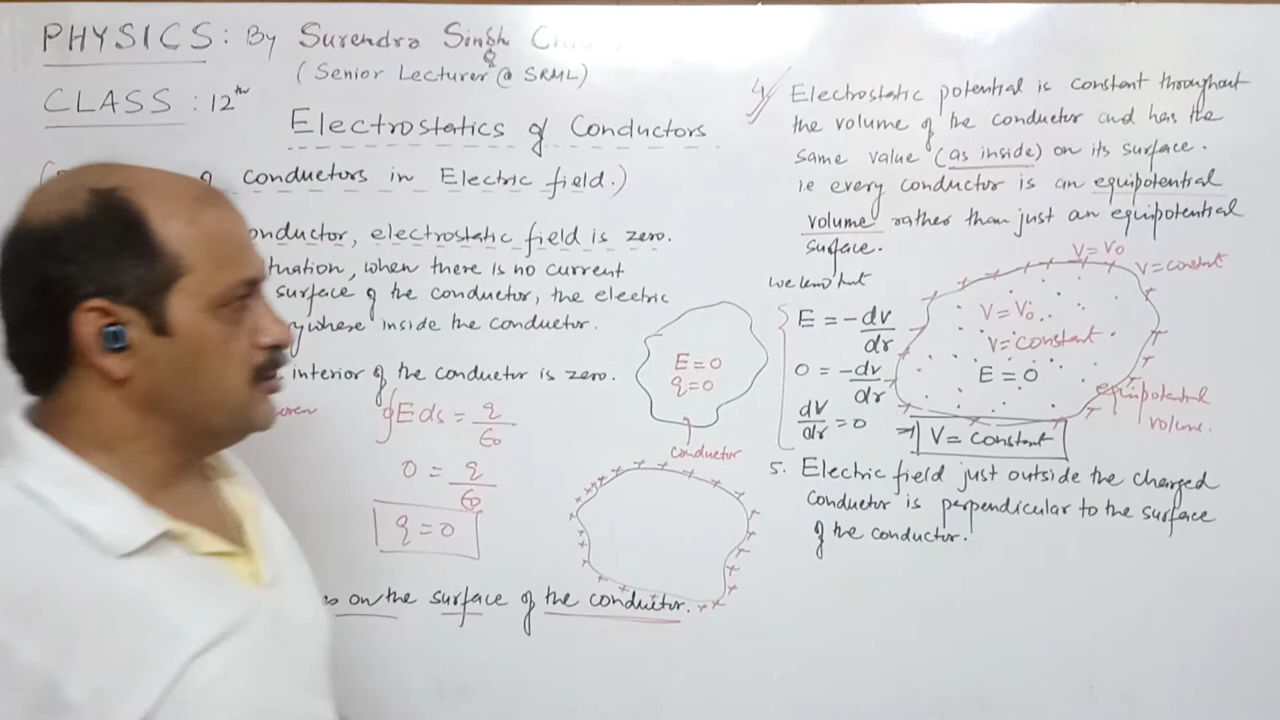 PHYSICS: By Surendra Singh
(Senior Lecturer @ SRML)
CLASS: 12th
Electrostatics of Conductors
of conductors in Electric field.)
conductor, electrostatic field is zero.
when there is no current
surface of the conductor, the electric
inside the conductor.
interior of the conductor is zero.
∮E ds = q/ε0
0 = q/ε0
q = 0
on the surface of the conductor.
E = 0
q = 0
conductor
4 Electrostatic potential is constant throughout
the volume of the conductor and has the
same value (as inside) on its surface.
i.e every conductor is an equipotential
volume rather than just an equipotential
surface.
we know that
E = -dv/dr
0 = -dv/dr
dV/dr = 0
⇒ V = constant
V = V0
V = constant
V = V0
V = constant
E = 0
equipotential
volume.
5. Electric field just outside the charged
conductor is perpendicular to the surface
of the conductor.